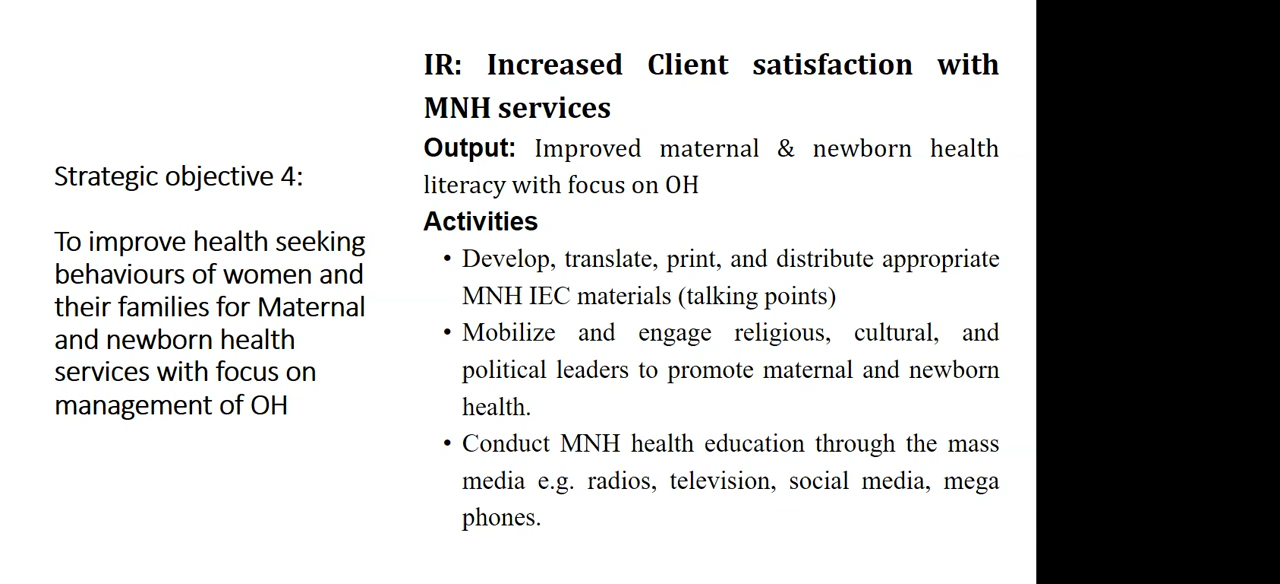 Strategic objective 4:
To improve health seeking
behaviours of women and
their families for Maternal
and newborn health
services with focus on
management of OH
IR: Increased Client satisfaction with
MNH services
Output: Improved maternal & newborn health
literacy with focus on OH
Activities
• Develop, translate, print, and distribute appropriate
MNH IEC materials (talking points)
• Mobilize and engage religious, cultural, and
political leaders to promote maternal and newborn
health.
• Conduct MNH health education through the mass
media e.g. radios, television, social media, mega
phones.